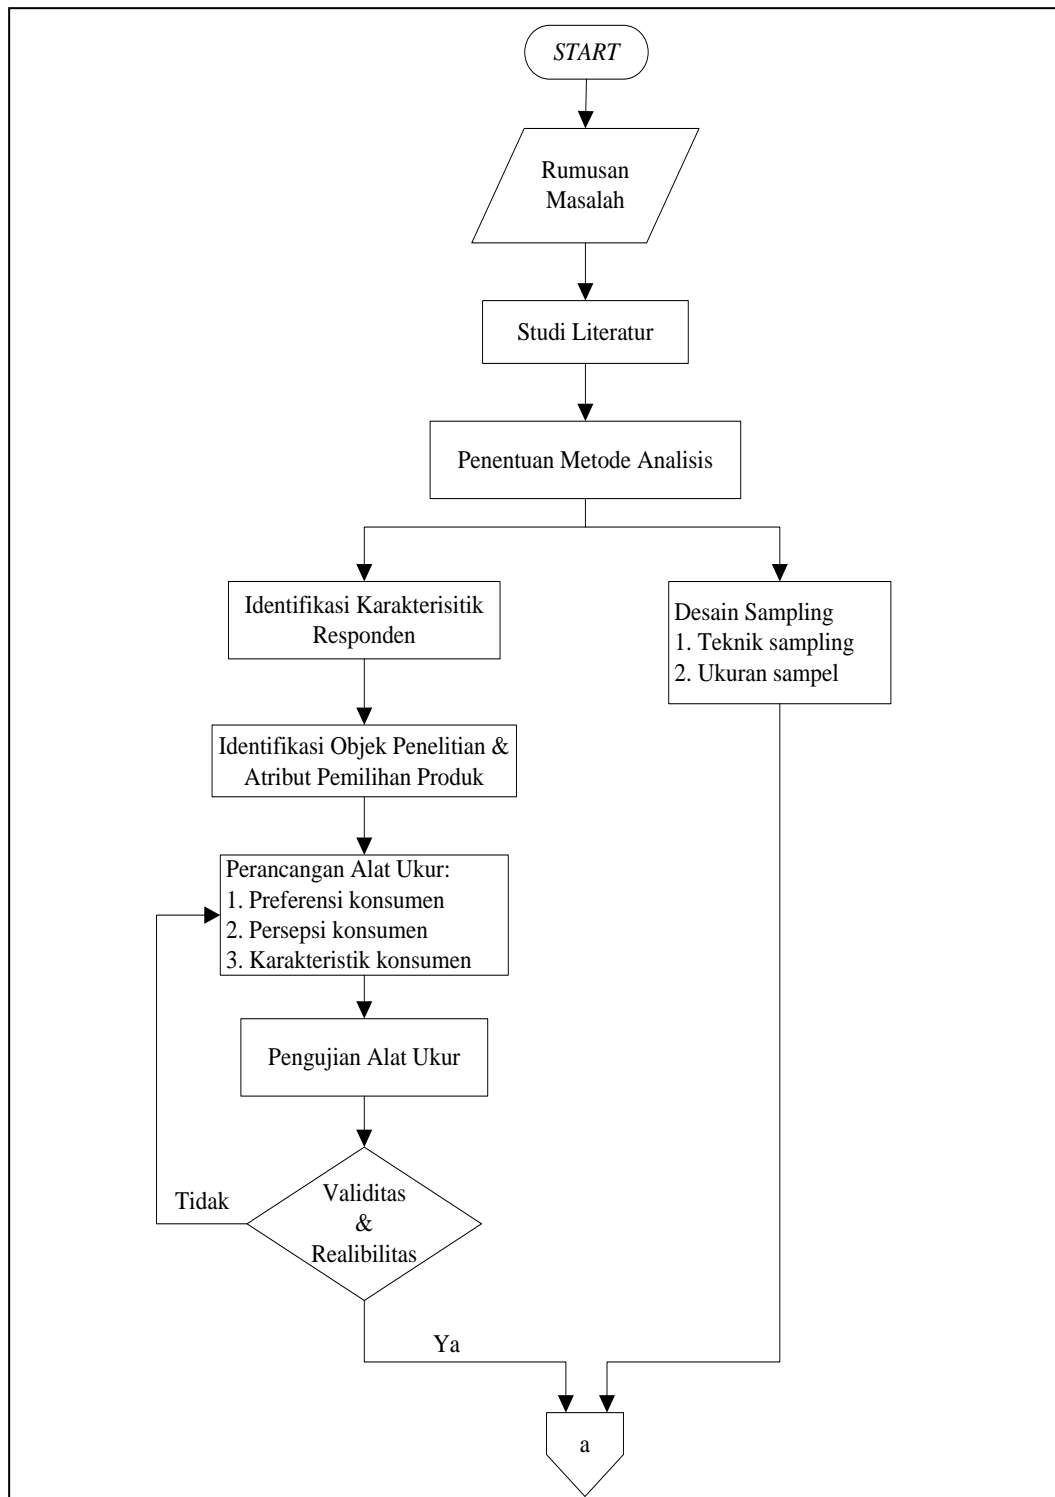 START
Rumusan
Masalah
Studi Literatur
Penentuan Metode Analisis
Identifikasi Karakterisitik
Responden
Desain Sampling
1. Teknik sampling
2. Ukuran sampel
Identifikasi Objek Penelitian &
Atribut Pemilihan Produk
Perancangan Alat Ukur:
1. Preferensi konsumen
2. Persepsi konsumen
3. Karakteristik konsumen
Pengujian Alat Ukur
Validitas
&
Realibilitas
Tidak
Ya
a